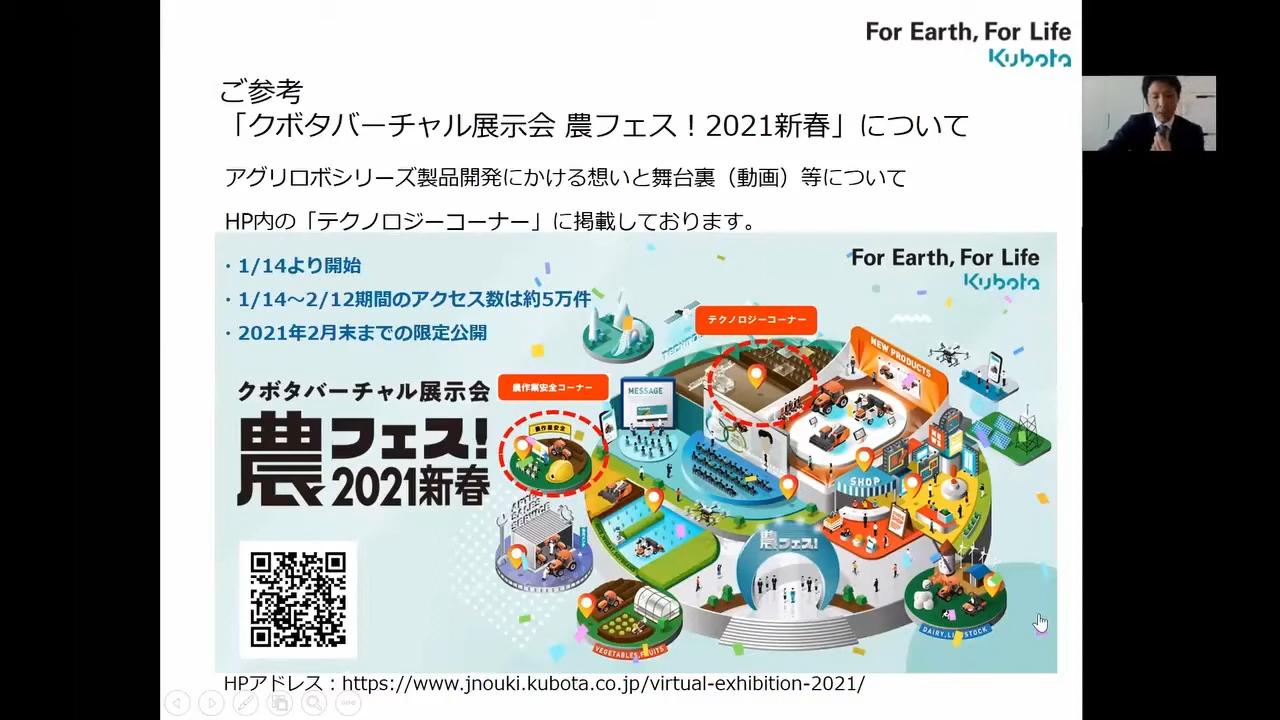 For Earth, For Life
Kubota
ご参考
「クボタバーチャル展示会 農フェス！2021新春」について
アグリロボシリーズ製品開発にかける想いと舞台裏（動画）等について
HP内の「テクノロジーコーナー」に掲載しております。
・1/14より開始
・1/14～2/12期間のアクセス数は約5万件
・2021年2月末までの限定公開
For Earth, For Life
Kubota
テクノロジーコーナー
NEW PRODUCTS
クボタバーチャル展示会
農フェス!
2021新春
農作業安全コーナー
MESSAGE
農作業安全
SHOP
農フェス!
DAIRY, LIVESTOCK
VEGETABLES, FRUITS
HPアドレス：https://www.jnouki.kubota.co.jp/virtual-exhibition-2021/